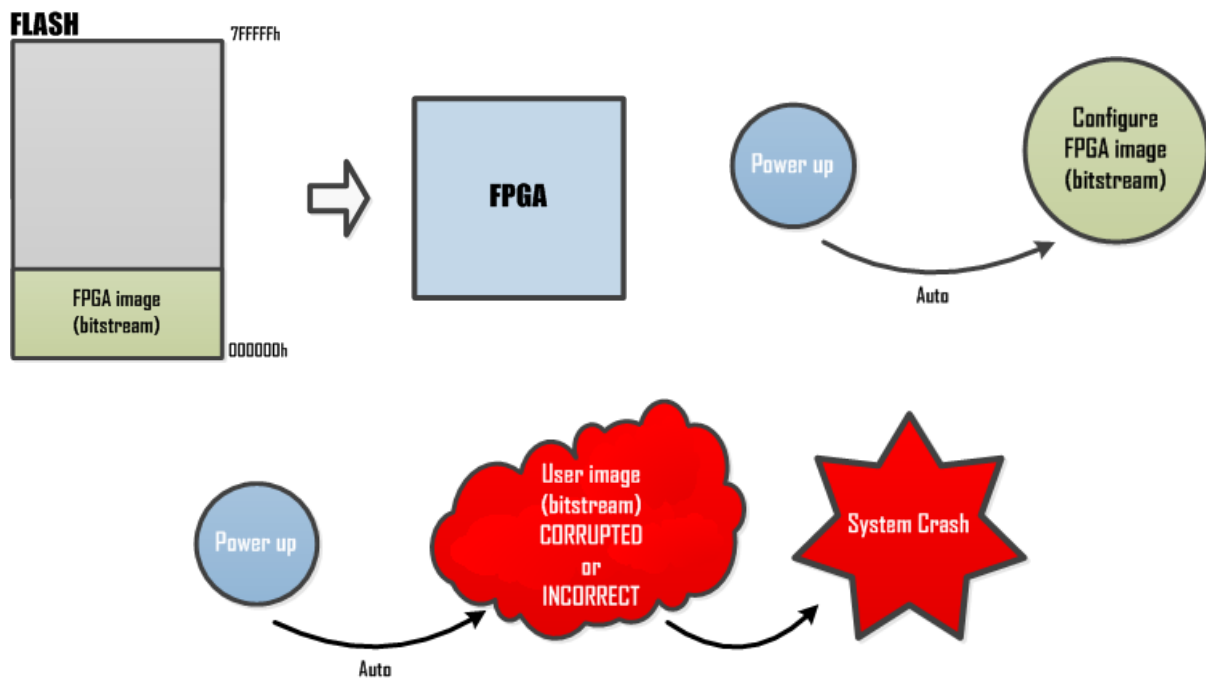 FLASH
7FFFFFh
FPGA image
(bitstream)
000000h
FPGA
Power up
Auto
Configure
FPGA image
(bitstream)
Power up
Auto
User image
(bitstream)
CORRUPTED
or
INCORRECT
System Crash